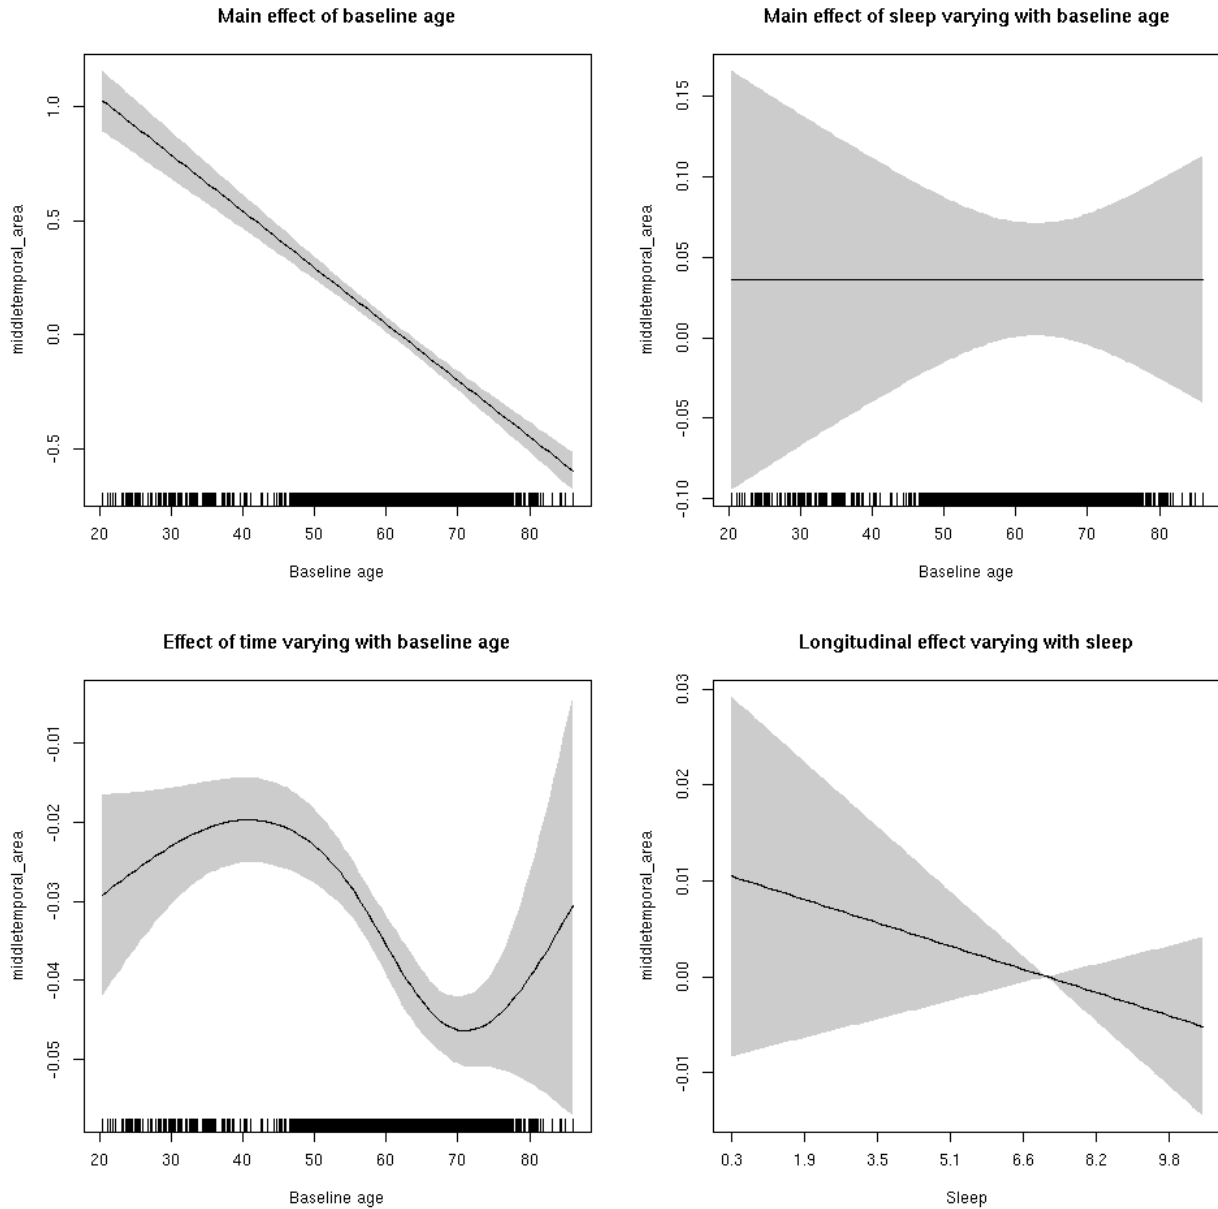 Main effect of baseline age
middletemporal_area
1.0
0.5
0.0
-0.5
20 30 40 50 60 70 80
Baseline age
Main effect of sleep varying with baseline age
middletemporal_area
0.15
0.10
0.05
0.00
-0.05
-0.10
20 30 40 50 60 70 80
Baseline age
Effect of time varying with baseline age
middletemporal_area
-0.01
-0.02
-0.03
-0.04
-0.05
20 30 40 50 60 70 80
Baseline age
Longitudinal effect varying with sleep
middletemporal_area
0.03
0.02
0.01
0.00
-0.01
0.3 1.9 3.5 5.1 6.6 8.2 9.8
Sleep